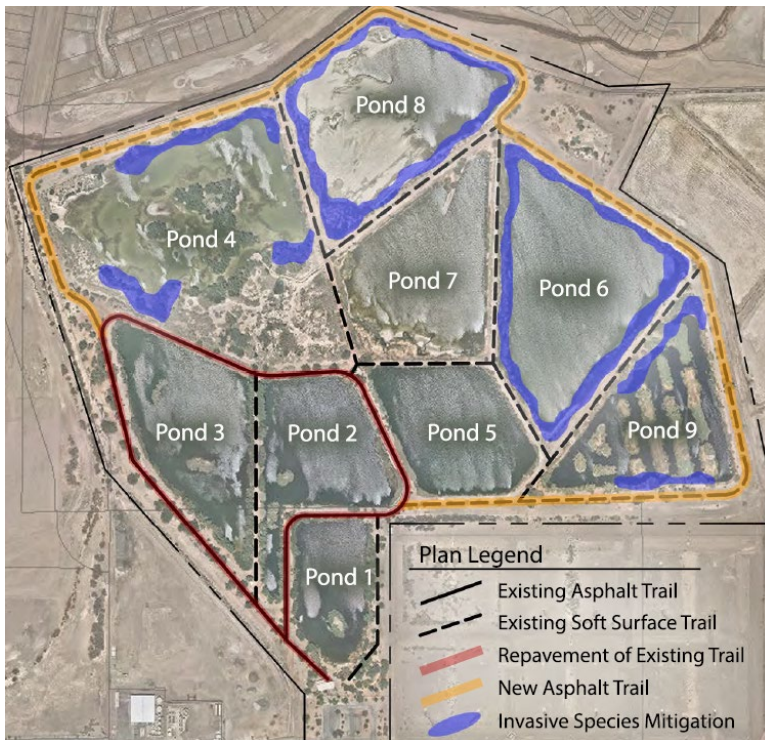 Pond 8
Pond 4
Pond 7
Pond 6
Pond 3
Pond 2
Pond 5
Pond 9
Pond 1
Plan Legend
Existing Asphalt Trail
Existing Soft Surface Trail
Repavement of Existing Trail
New Asphalt Trail
Invasive Species Mitigation